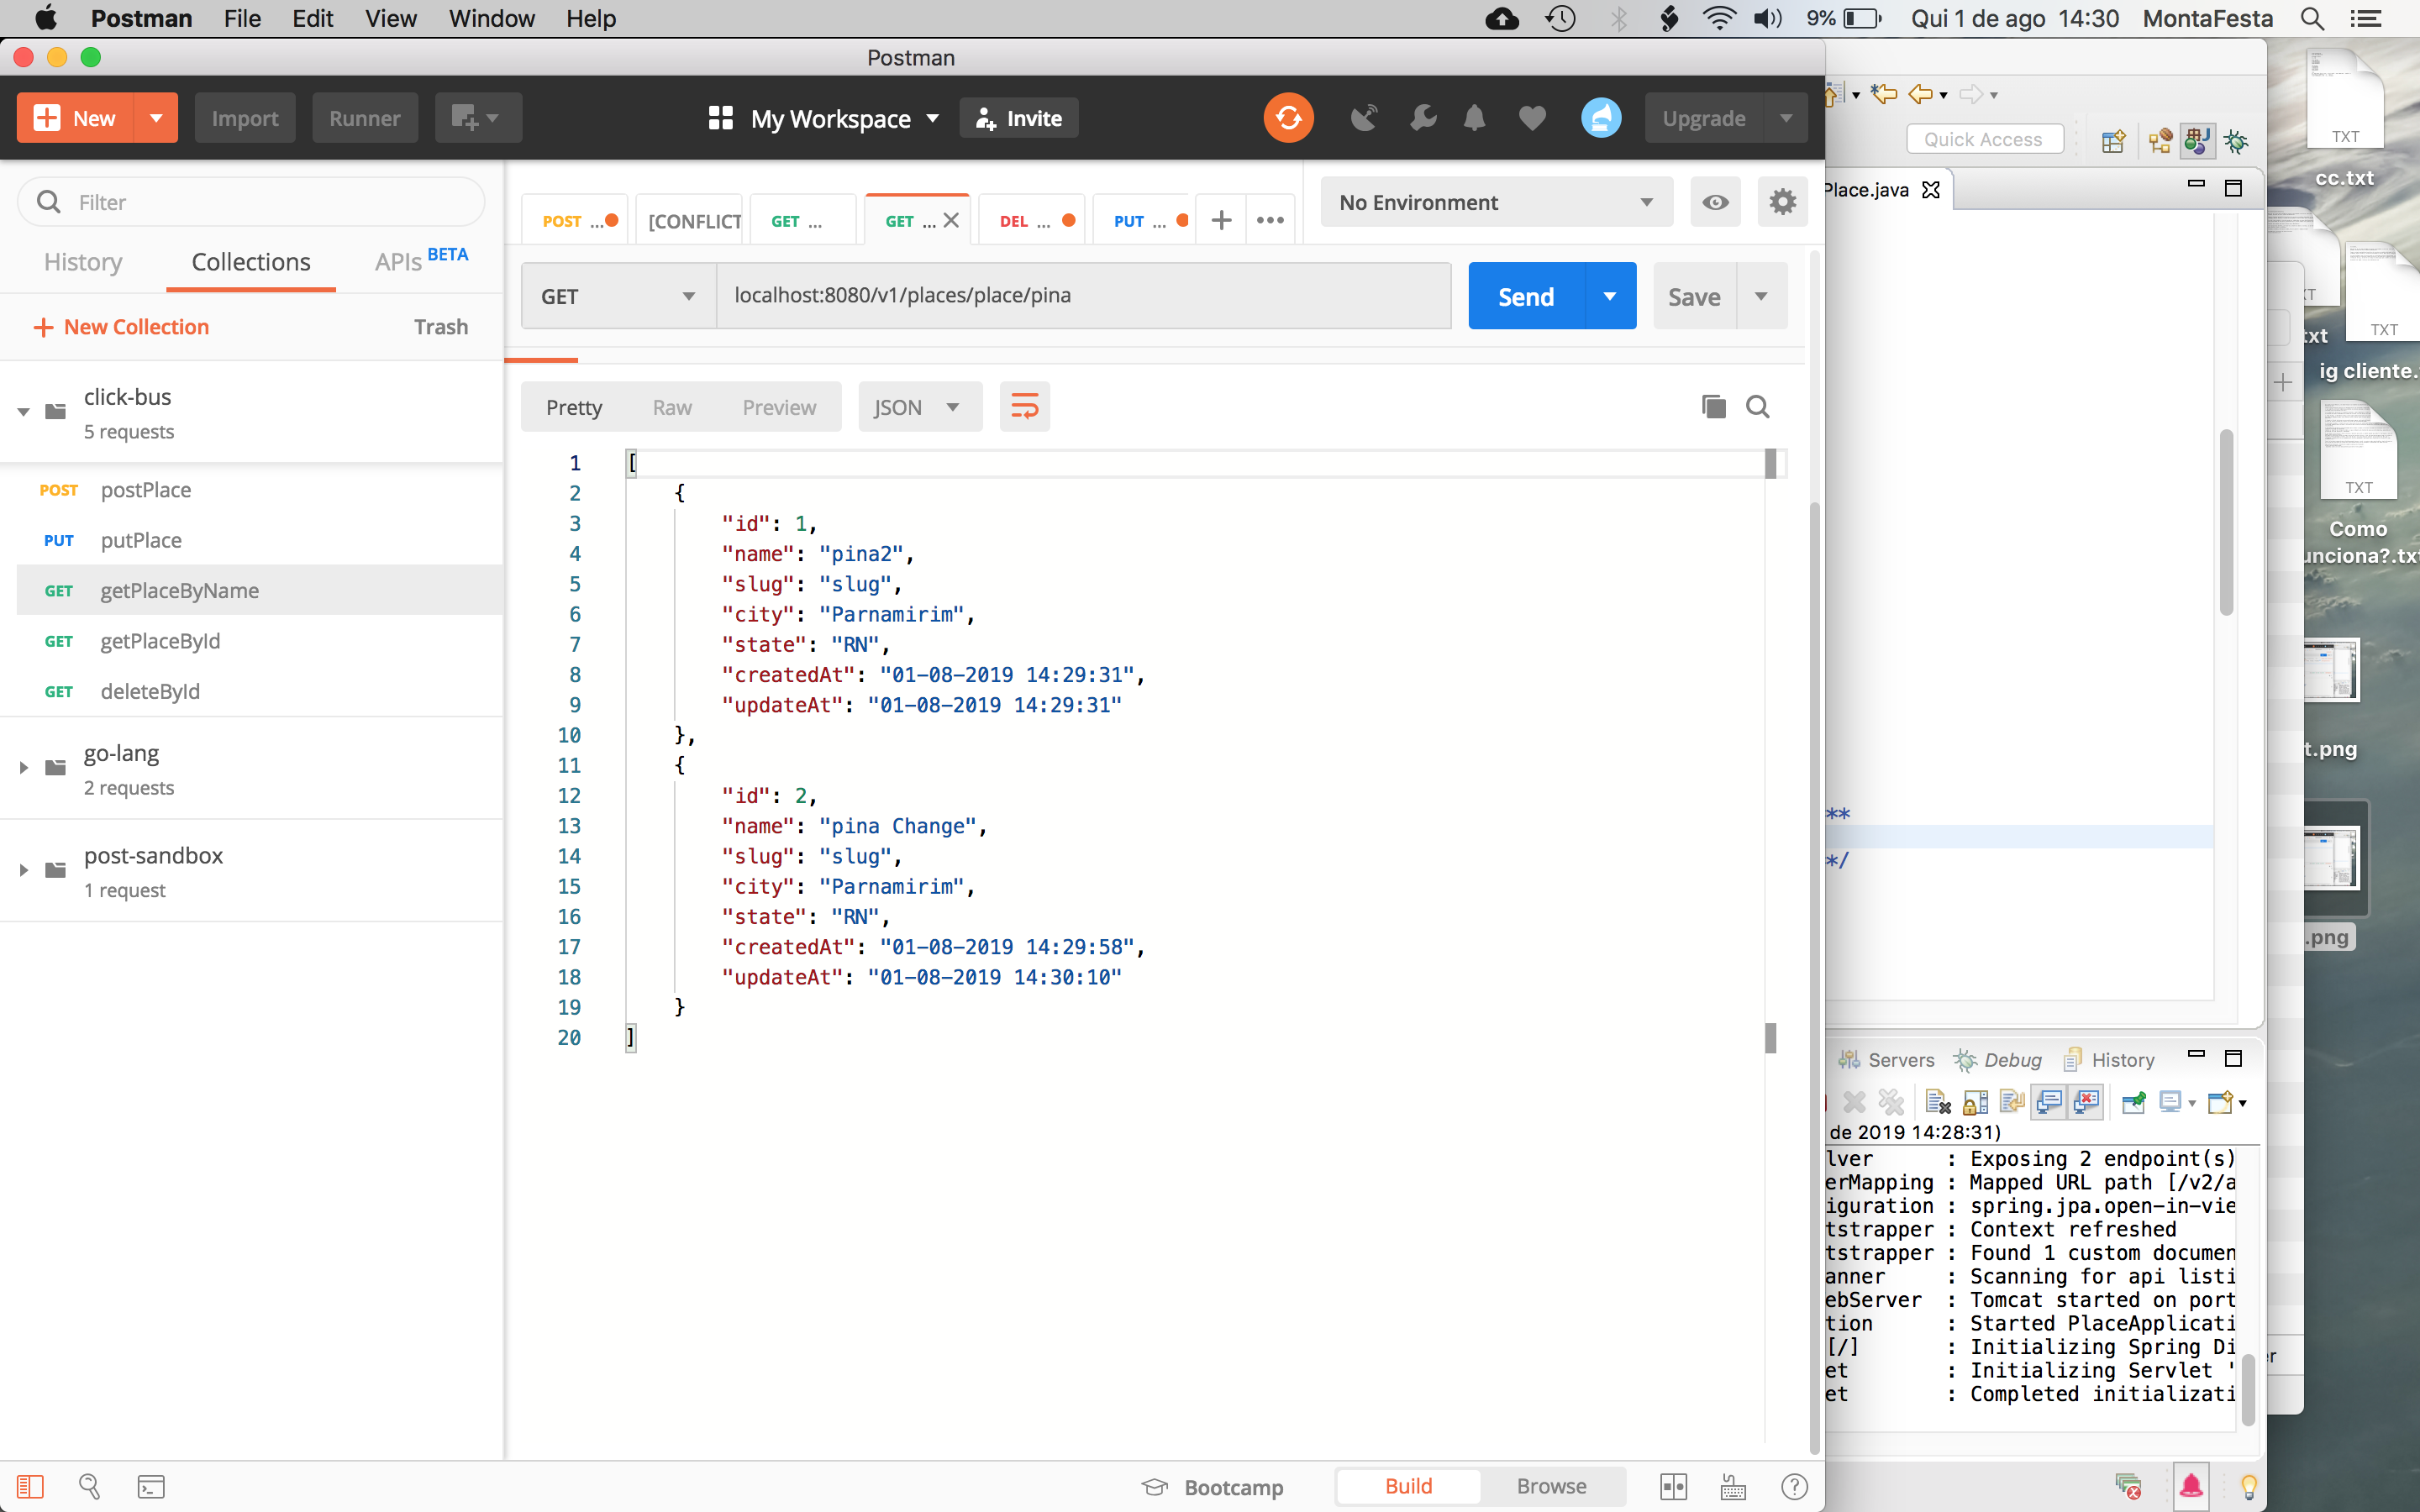 Postman File Edit View Window Help 9% Qui 1 de ago 14:30 MontaFesta
Postman
New Import Runner My Workspace Invite Upgrade
Quick Access
Filter
History Collections APIs BETA
New Collection Trash
click-bus
5 requests
POST postPlace
PUT putPlace
GET getPlaceByName
GET getPlaceById
GET deleteById
go-lang
2 requests
post-sandbox
1 request
POST ... [CONFLICT GET ... GET ... DEL ... PUT ... No Environment
GET localhost:8080/v1/places/place/pina Send Save
Pretty Raw Preview JSON
1 [
2 {
3 "id": 1,
4 "name": "pina2",
5 "slug": "slug",
6 "city": "Parnamirim",
7 "state": "RN",
8 "createdAt": "01-08-2019 14:29:31",
9 "updateAt": "01-08-2019 14:29:31"
10 },
11 {
12 "id": 2,
13 "name": "pina Change",
14 "slug": "slug",
15 "city": "Parnamirim",
16 "state": "RN",
17 "createdAt": "01-08-2019 14:29:58",
18 "updateAt": "01-08-2019 14:30:10"
19 }
20 ]
Bootcamp Build Browse
Place.java
**
*/
Servers Debug History
de 2019 14:28:31)
lver : Exposing 2 endpoint(s)
erMapping : Mapped URL path [/v2/a
iguration : spring.jpa.open-in-vie
tstrapper : Context refreshed
tstrapper : Found 1 custom documen
anner : Scanning for api listi
ebServer : Tomcat started on port
tion : Started PlaceApplicati
[/] : Initializing Spring Di
et : Initializing Servlet '
et : Completed initializati
TXT
cc.txt
TXT
txt
ig cliente.
TXT
Como
unciona?.tx
t.png
.png